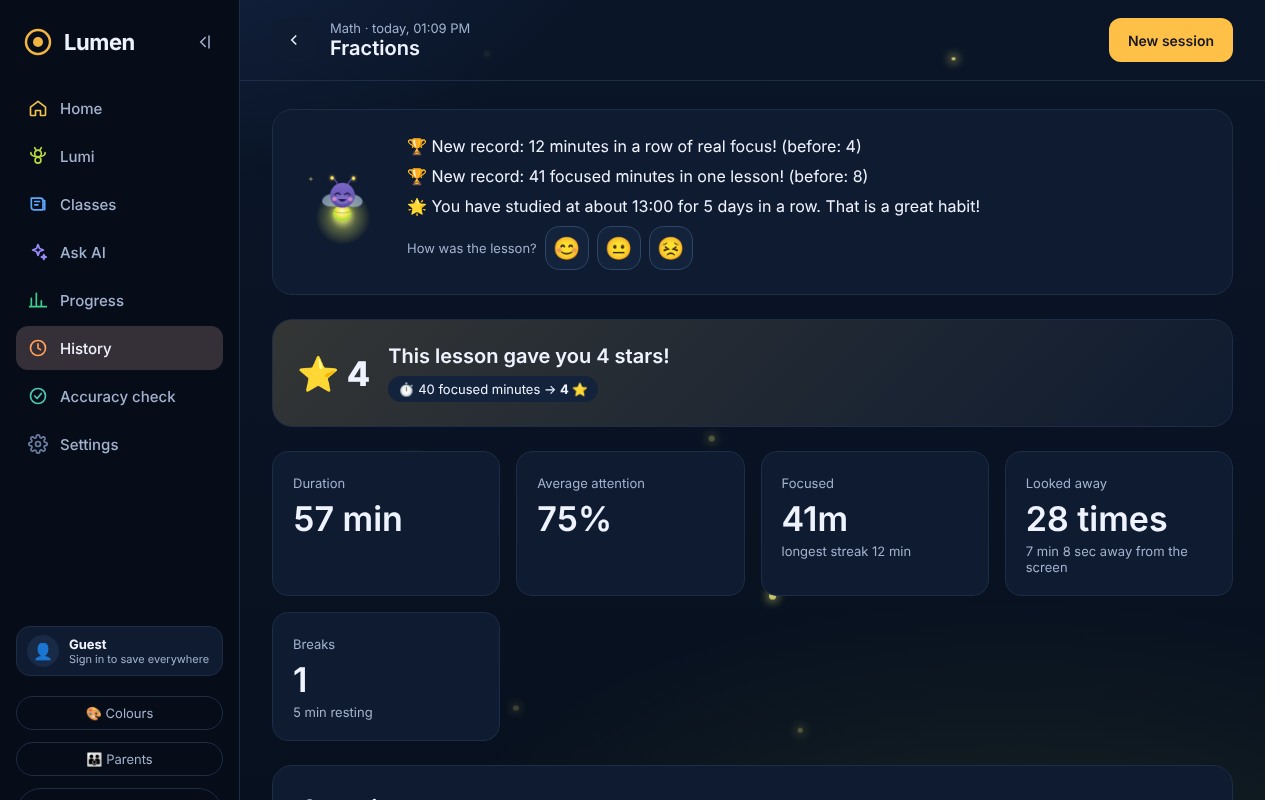 Lumen
Home
Lumi
Classes
Ask AI
Progress
History
Accuracy check
Settings
Guest
Sign in to save everywhere
🎨 Colours
👪 Parents
Math · today, 01:09 PM
Fractions
New session
🏆 New record: 12 minutes in a row of real focus! (before: 4)
🏆 New record: 41 focused minutes in one lesson! (before: 8)
🌟 You have studied at about 13:00 for 5 days in a row. That is a great habit!
How was the lesson? 😊 😐 😣
⭐ 4
This lesson gave you 4 stars!
⏱️ 40 focused minutes → 4 ⭐
Duration
57 min
Average attention
75%
Focused
41m
longest streak 12 min
Looked away
28 times
7 min 8 sec away from the
screen
Breaks
1
5 min resting